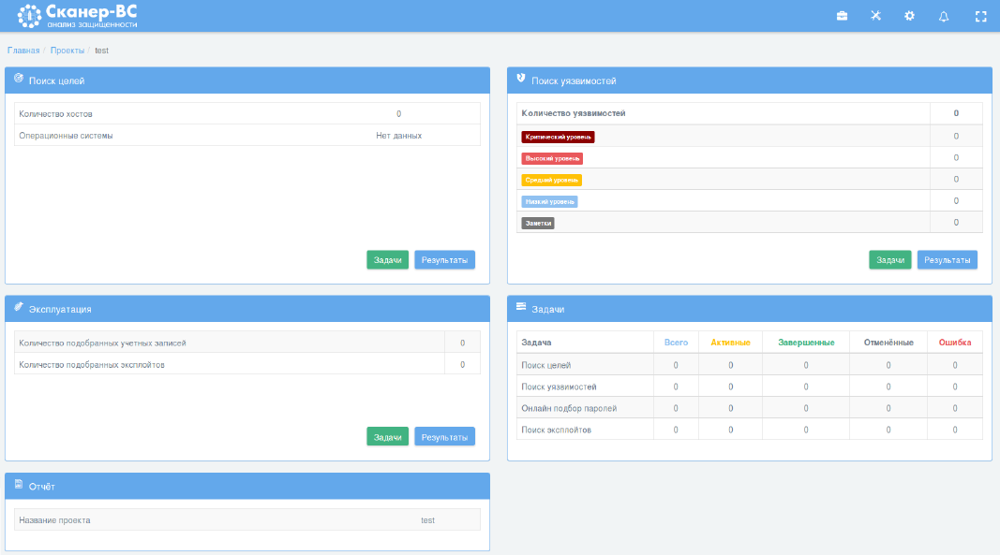 Сканер-ВС
анализ защищенности
Главная / Проекты / test
Поиск целей
Количество хостов 0
Операционные системы Нет данных
Задачи Результаты
Поиск уязвимостей
Количество уязвимостей 0
Критический уровень 0
Высокий уровень 0
Средний уровень 0
Низкий уровень 0
Заметки 0
Задачи Результаты
Эксплуатация
Количество подобранных учетных записей 0
Количество подобранных эксплойтов 0
Задачи Результаты
Задачи
Задача Всего Активные Завершенные Отменённые Ошибка
Поиск целей 0 0 0 0 0
Поиск уязвимостей 0 0 0 0 0
Онлайн подбор паролей 0 0 0 0 0
Поиск эксплойтов 0 0 0 0 0
Отчёт
Название проекта test